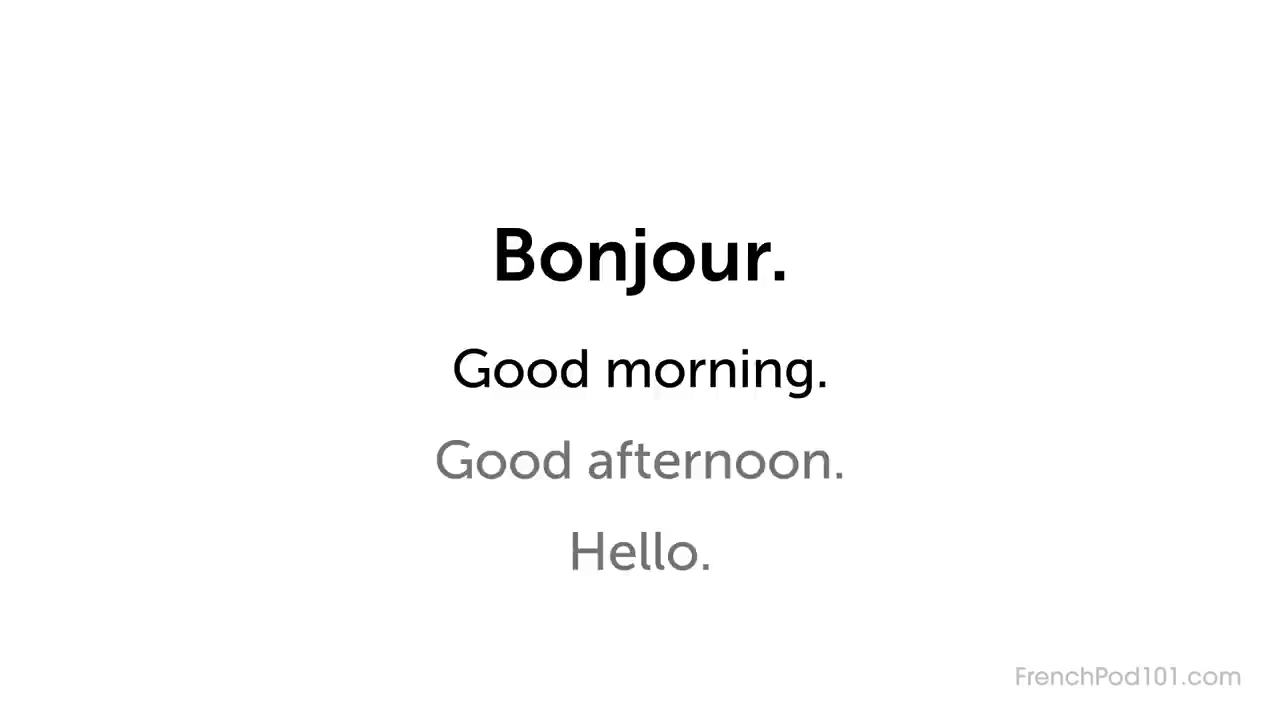 Bonjour.
Good morning.
Good afternoon.
Hello.
FrenchPod101.com